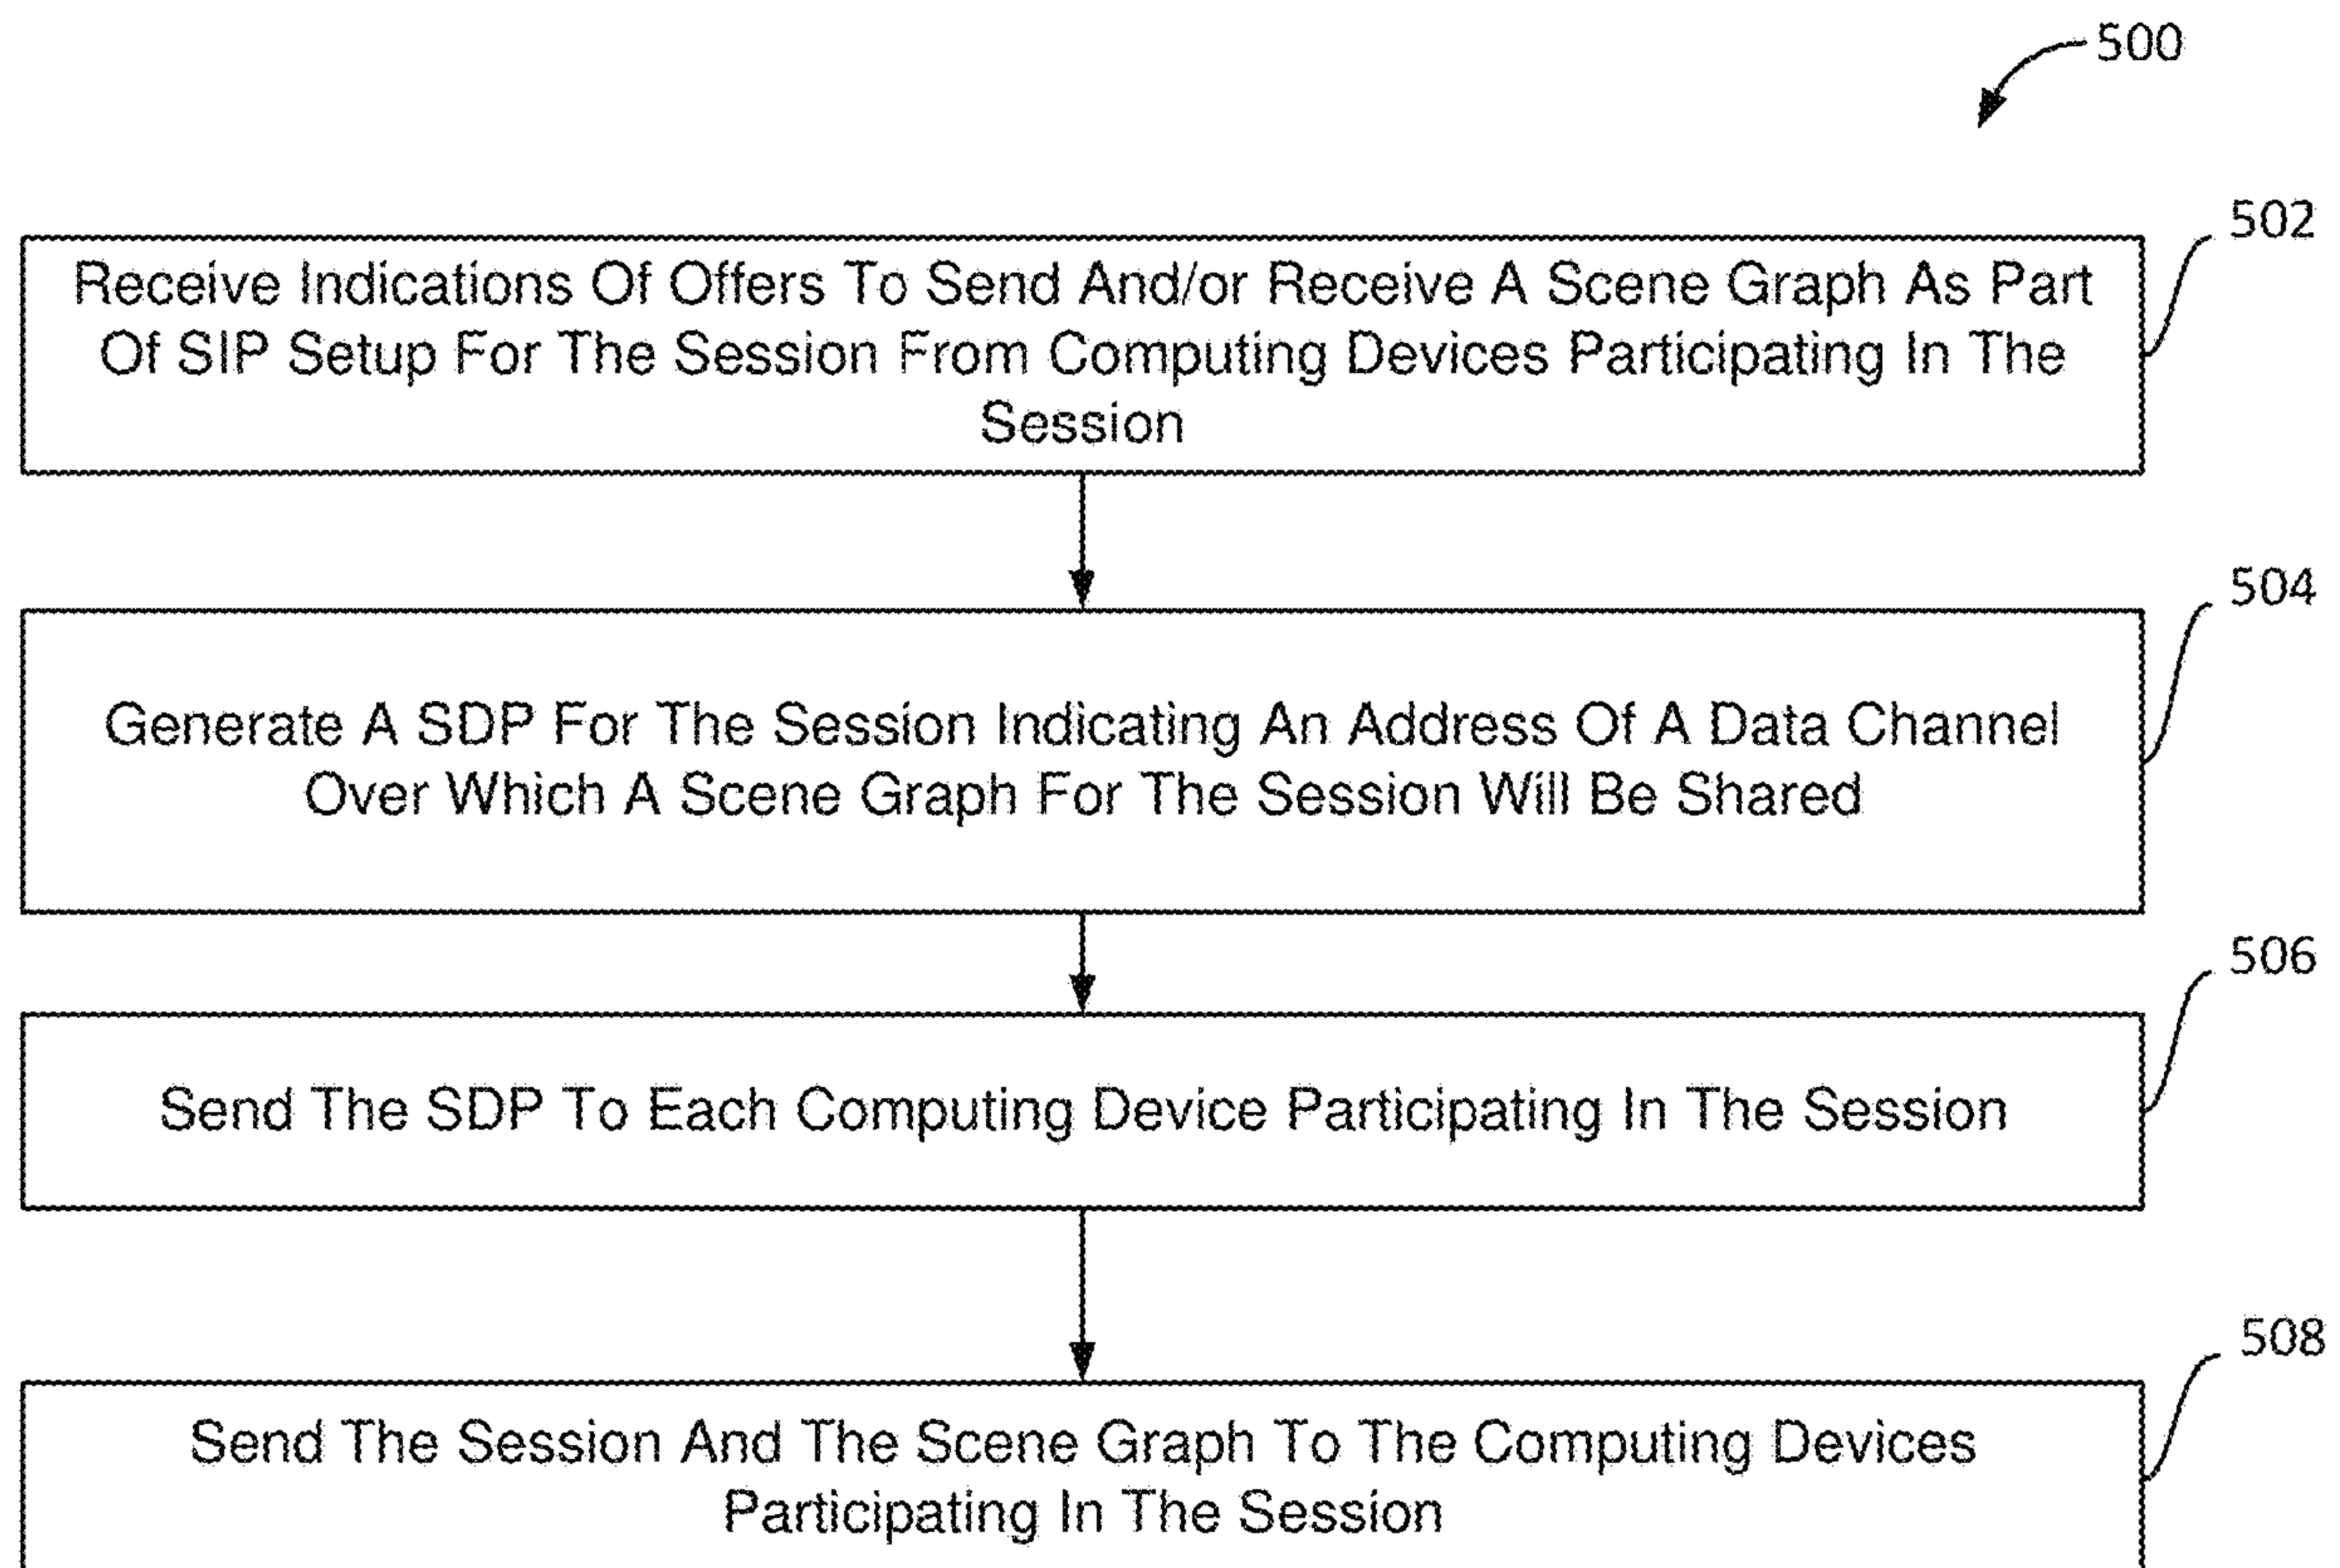 500
502
Receive Indications Of Offers To Send And/or Receive A Scene Graph As Part
Of SIP Setup For The Session From Computing Devices Participating In The
Session
504
Generate A SDP For The Session Indicating An Address Of A Data Channel
Over Which A Scene Graph For The Session Will Be Shared
506
Send The SDP To Each Computing Device Participating In The Session
508
Send The Session And The Scene Graph To The Computing Devices
Participating In The Session